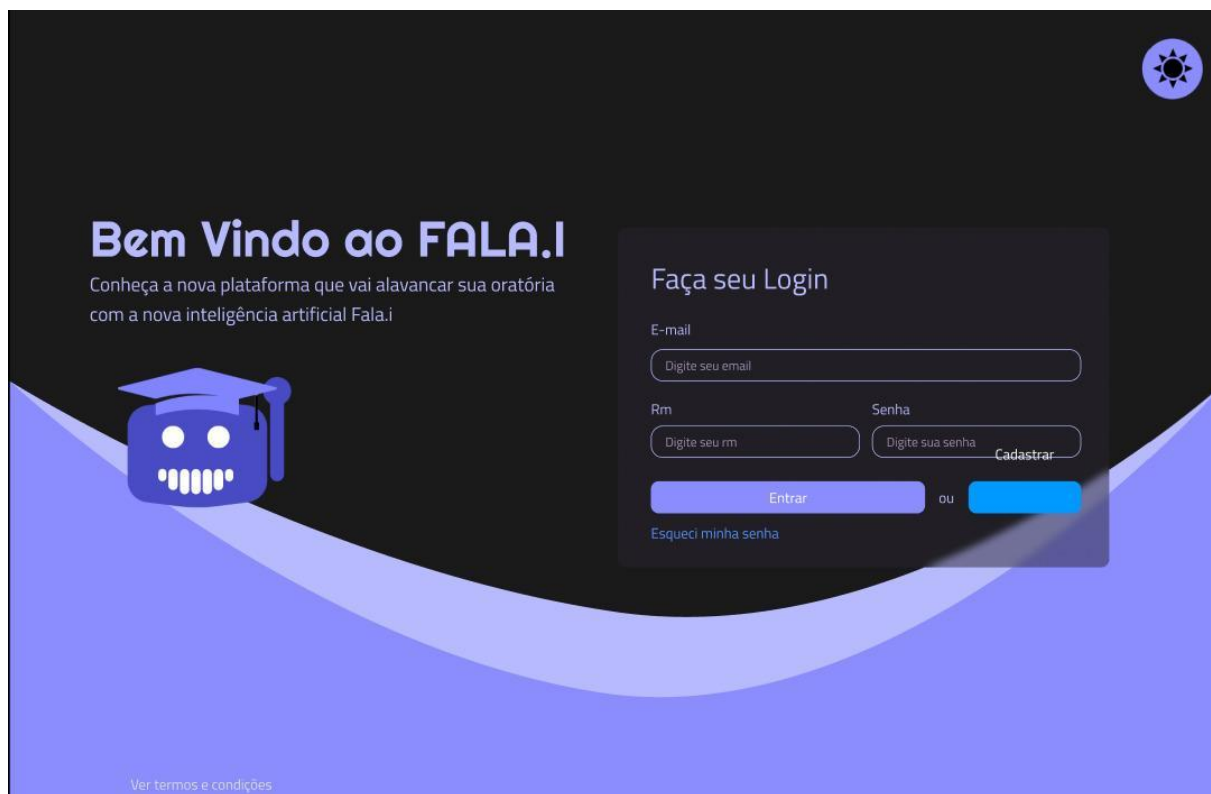 Bem Vindo ao FALA.I
Conheça a nova plataforma que vai alavancar sua oratória
com a nova inteligência artificial Fala.i
Faça seu Login
E-mail
Digite seu email
Rm
Senha
Digite seu rm
Digite sua senha
Cadastrar
Entrar
ou
Esqueci minha senha
Ver termos e condições